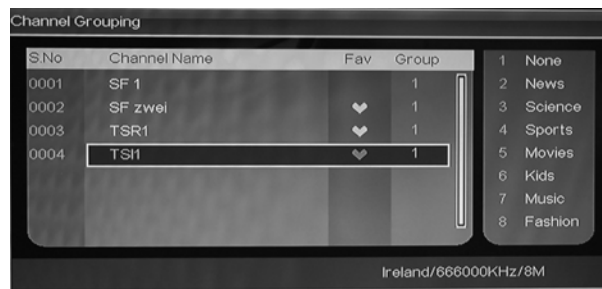 Channel Grouping
S.No Channel Name Fav Group
0001 SF 1 1
0002 SF zwei 1
0003 TSR1 1
0004 TSI1 1
1 None
2 News
3 Science
4 Sports
5 Movies
6 Kids
7 Music
8 Fashion
Ireland/666000KHz/8M